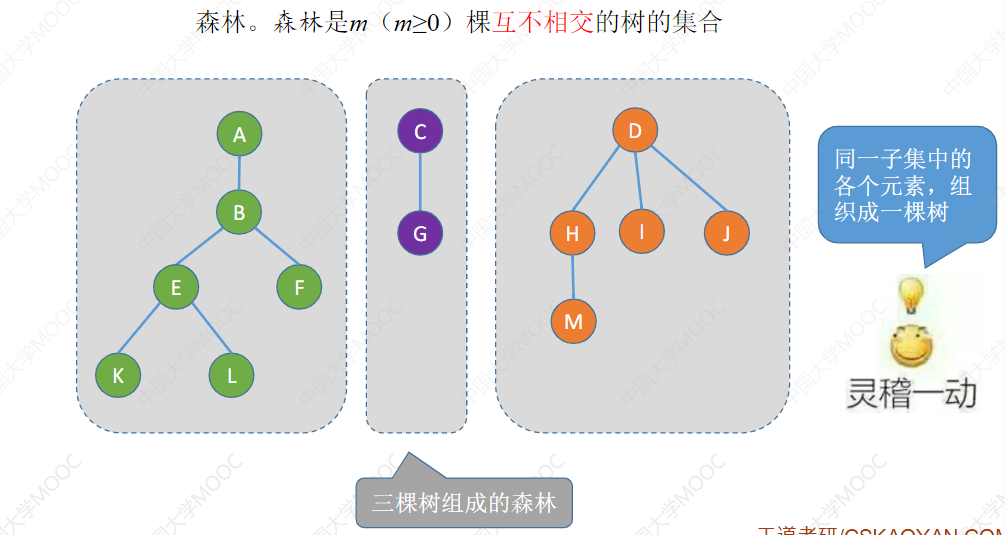 森林。森林是m（m≥0）棵互不相交的树的集合
A
C
D
同一子集中的
各个元素，组
织成一棵树
B
G
H
I
J
E
F
M
K
L
灵稽一动
三棵树组成的森林
王道考研/CSKAOYAN.COM
中国大学MOOC